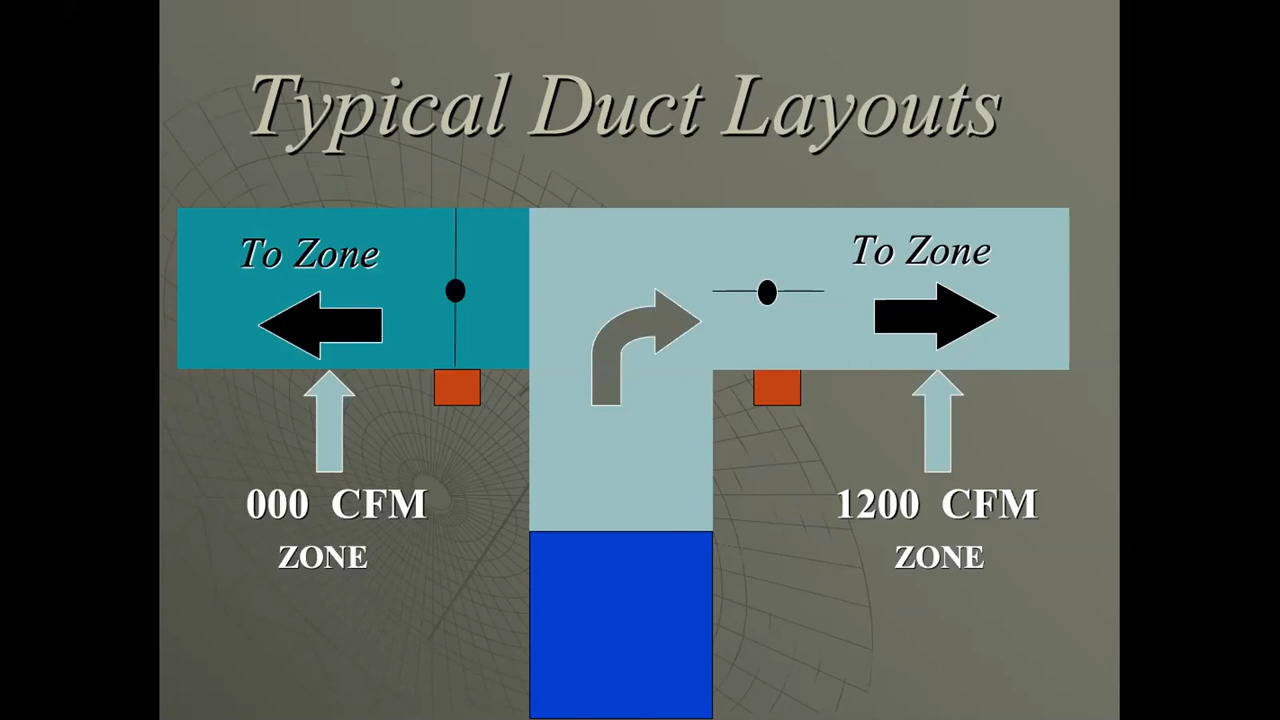 Typical Duct Layouts
To Zone
To Zone
000 CFM
ZONE
1200 CFM
ZONE